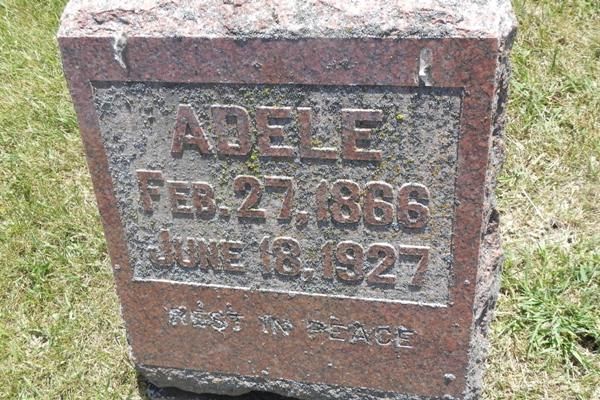 ADELE
FEB. 27, 1866
JUNE 18, 1927
REST IN PEACE